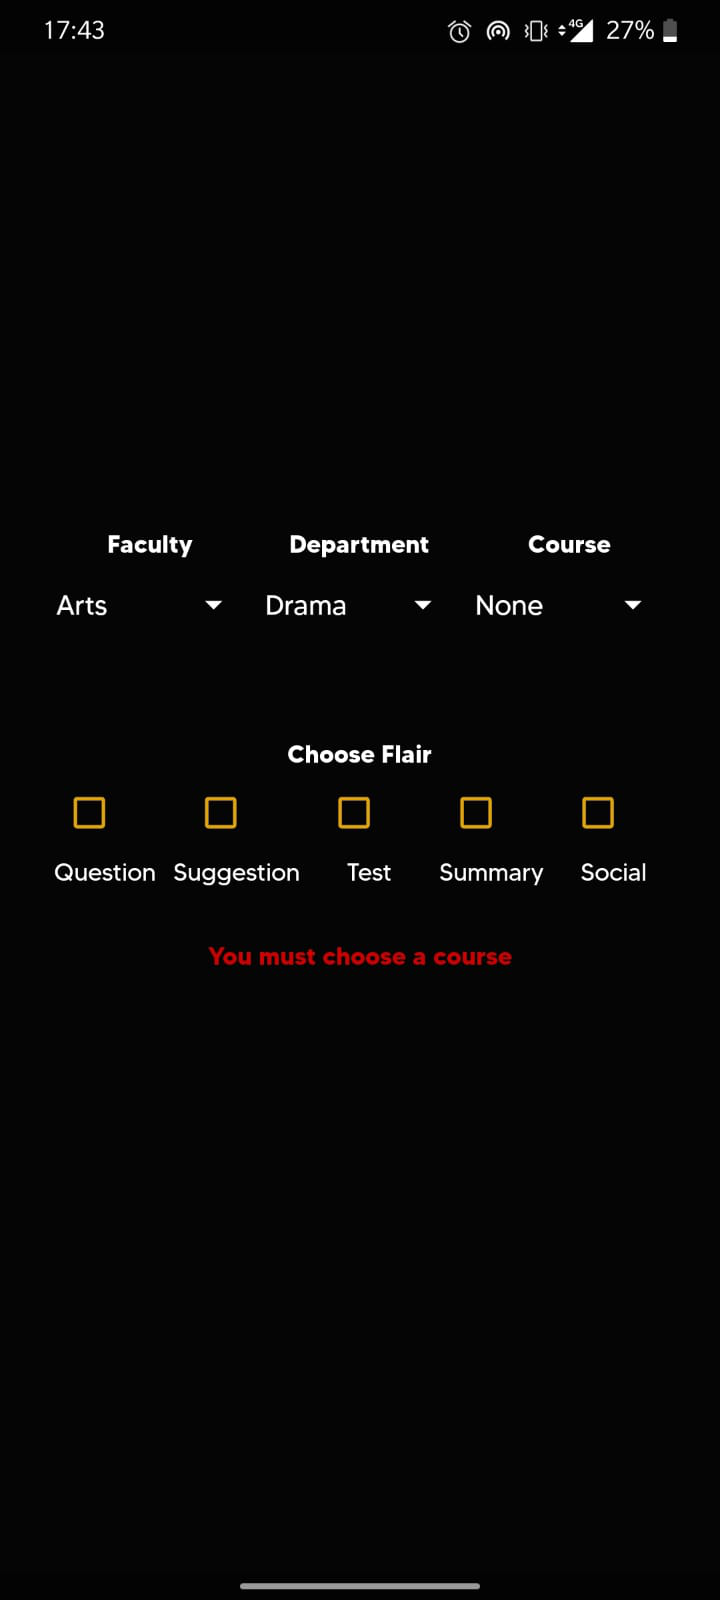 17:43 4G 27%
Faculty Department Course
Arts Drama None
Choose Flair
Question Suggestion Test Summary Social
You must choose a course